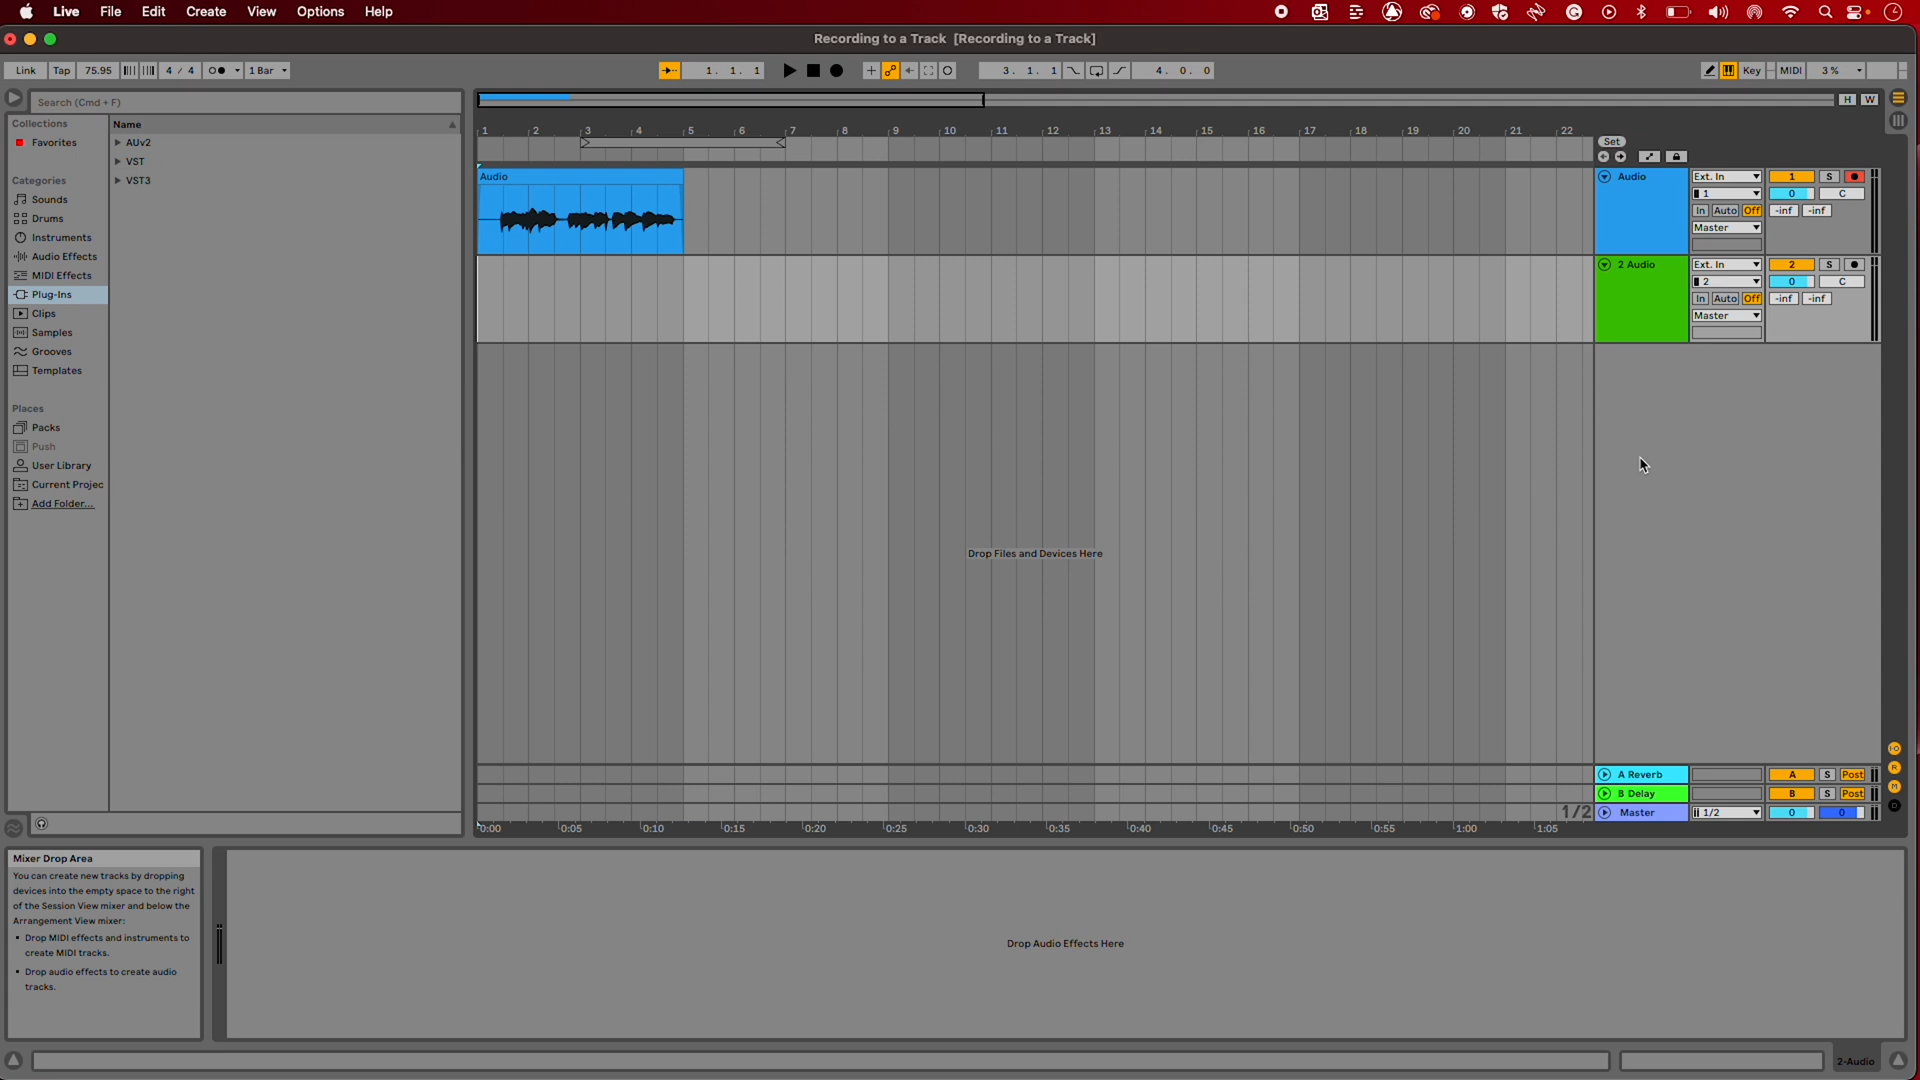 Live File Edit Create View Options Help
Recording to a Track [Recording to a Track]
Link Tap 75.95 4 / 4 1 Bar 1. 1. 1 3. 1. 1 4. 0. 0 Key MIDI 3 %
Search (Cmd + F)
H W
Collections
Favorites
Categories
Sounds
Drums
Instruments
Audio Effects
MIDI Effects
Plug-Ins
Clips
Samples
Grooves
Templates
Places
Packs
Push
User Library
Current Projec
Add Folder...
Name
AUv2
VST
VST3
1 2 3 4 5 6 7 8 9 10 11 12 13 14 15 16 17 18 19 20 21 22
Set
Audio
Audio Ext. In 1 S
1 0 C
In Auto Off -inf -inf
Master
2 Audio Ext. In 2 S
2 0 C
In Auto Off -inf -inf
Master
Drop Files and Devices Here
A Reverb A S Post
B Delay B S Post
1/2 Master 1/2 0 0
0:00 0:05 0:10 0:15 0:20 0:25 0:30 0:35 0:40 0:45 0:50 0:55 1:00 1:05
R
M
D
Mixer Drop Area
You can create new tracks by dropping
devices into the empty space to the right
of the Session View mixer and below the
Arrangement View mixer:
• Drop MIDI effects and instruments to
create MIDI tracks.
• Drop audio effects to create audio
tracks.
Drop Audio Effects Here
2-Audio